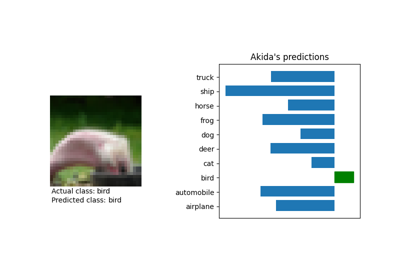 Akida's predictions
truck
ship
horse
frog
dog
deer
cat
bird
automobile
airplane
Actual class: bird
Predicted class: bird